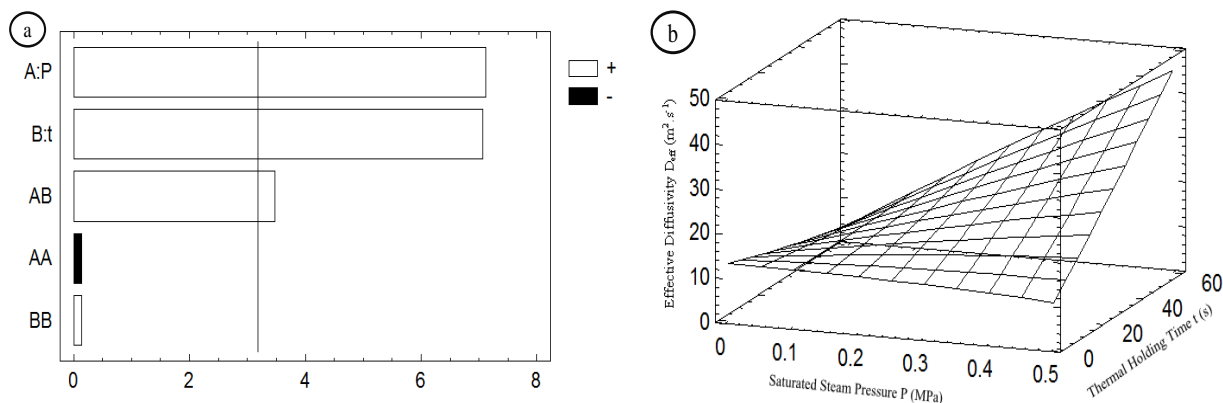 a
A:P
B:t
AB
AA
BB
0 2 4 6 8
+
-
b
Effective Diffusivity Deff (m².s⁻¹)
50
40
30
20
10
0
0 0.1 0.2 0.3 0.4 0.5
Saturated Steam Pressure P (MPa)
0 20 40 60
Thermal Holding Time t (s)